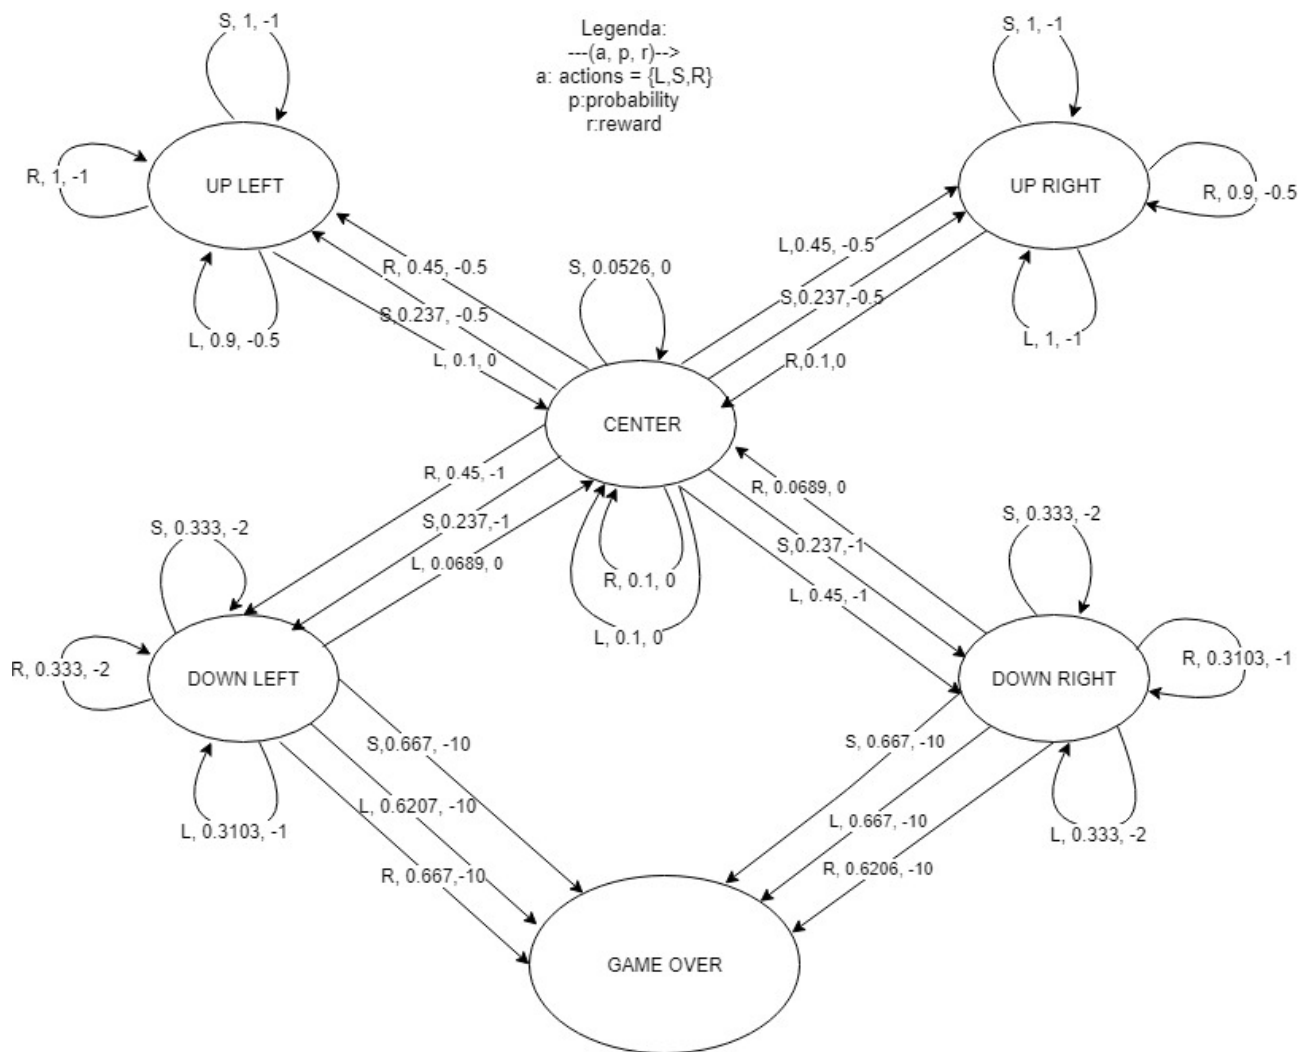 S, 1, -1
Legenda:
---(a, p, r)-->
a: actions = {L,S,R}
p:probability
r:reward
S, 1, -1
R, 1, -1
UP LEFT
UP RIGHT
R, 0.9, -0.5
L,0.45, -0.5
R, 0.45, -0.5
S, 0.0526, 0
S,0.237, -0.5
S,0.237,-0.5
L, 0.9, -0.5
L, 1, -1
L, 0.1, 0
R,0.1,0
CENTER
R, 0.45, -1
R, 0.0689, 0
S, 0.333, -2
S,0.237,-1
S, 0.333, -2
S,0.237,-1
L, 0.0689, 0
R, 0.1, 0
L, 0.45, -1
L, 0.1, 0
R, 0.333, -2
DOWN LEFT
DOWN RIGHT
R, 0.3103, -1
S,0.667, -10
S, 0.667, -10
L, 0.6207, -10
L, 0.667, -10
L, 0.3103, -1
L, 0.333, -2
R, 0.667,-10
R, 0.6206, -10
GAME OVER